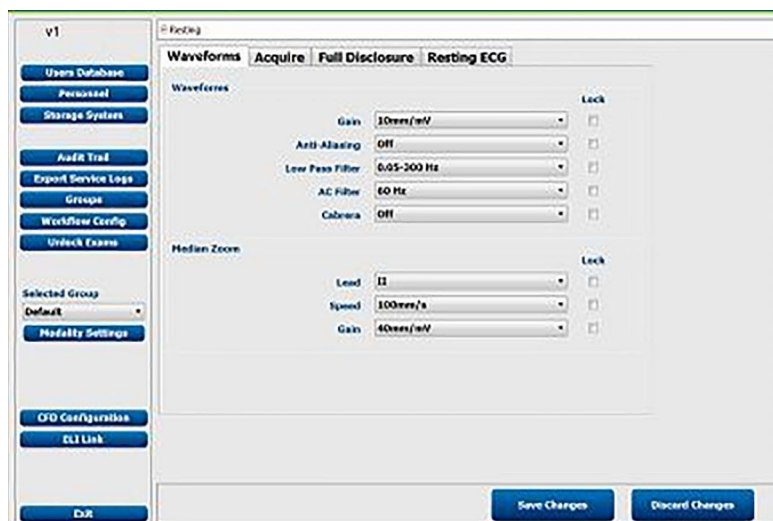 v1
Users Database
Personnel
Storage System
Audit Trail
Export Service Logs
Groups
Workflow Config
Unlock Exams
Selected Group
Default
Modality Settings
CFD Configuration
ELI Link
Exit
Resting
Waveforms Acquire Full Disclosure Resting ECG
Waveforms
Lock
Gain 10mm/mV
Anti-Aliasing Off
Low Pass Filter 0.05-300 Hz
AC Filter 60 Hz
Cabrera Off
Median Zoom
Lock
Lead II
Speed 100mm/s
Gain 40mm/mV
Save Changes Discard Changes